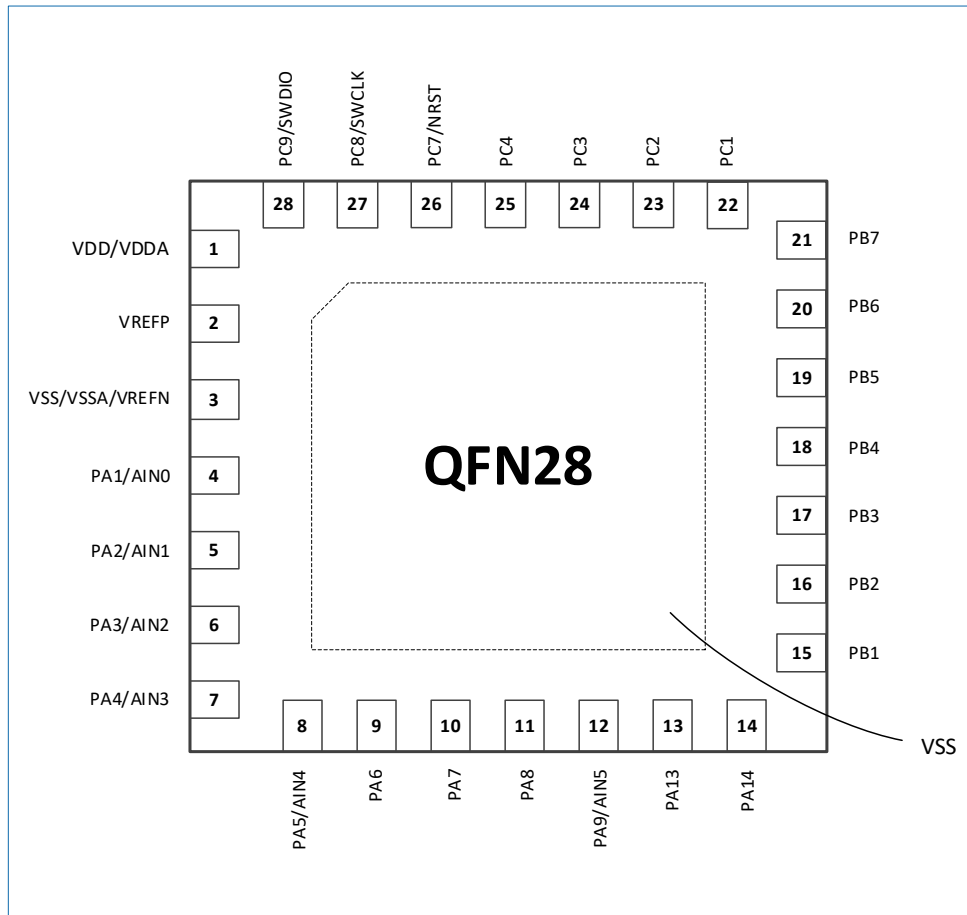 PC9/SWDIO
PC8/SWCLK
PC7/NRST
PC4
PC3
PC2
PC1
28
27
26
25
24
23
22
VDD/VDDA
1
VREFP
2
VSS/VSSA/VREFN
3
PA1/AIN0
4
PA2/AIN1
5
PA3/AIN2
6
PA4/AIN3
7
QFN28
21
PB7
20
PB6
19
PB5
18
PB4
17
PB3
16
PB2
15
PB1
8
9
10
11
12
13
14
VSS
PA5/AIN4
PA6
PA7
PA8
PA9/AIN5
PA13
PA14